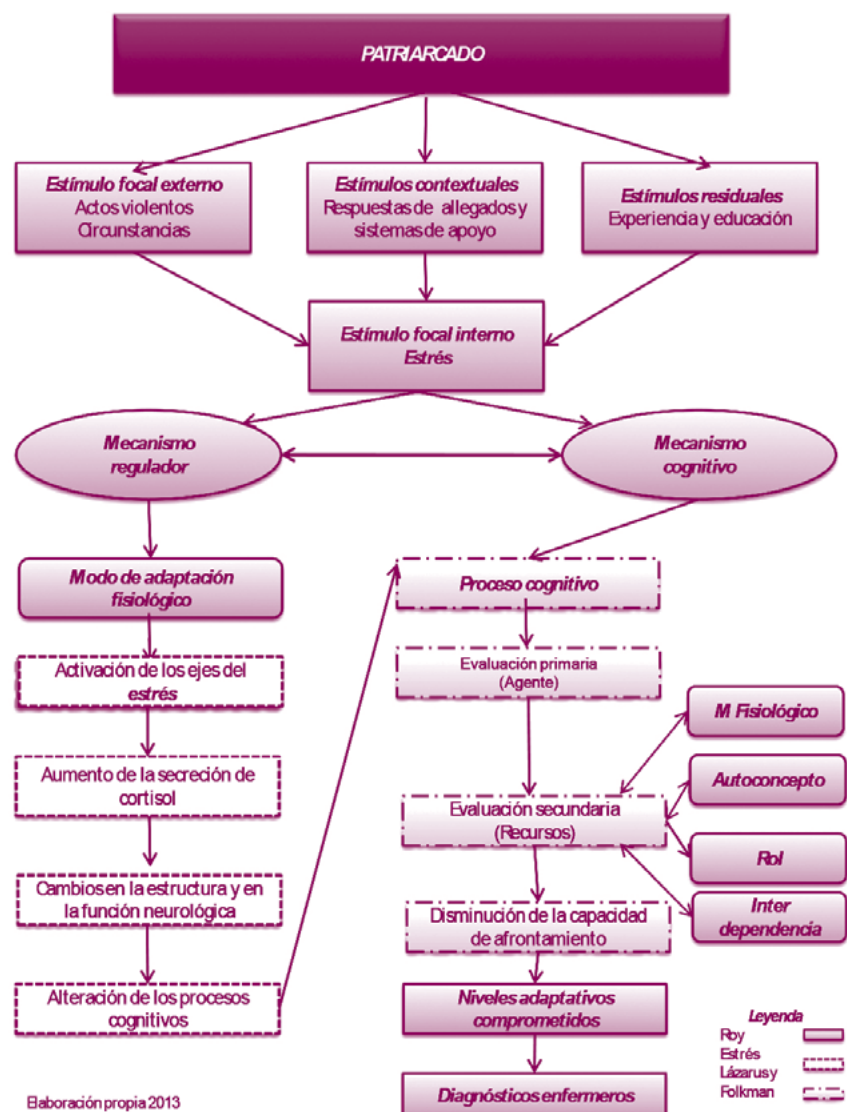 PATRIARCADO
Estímulo focal externo
Actos violentos
Circunstancias
Estímulos contextuales
Respuestas de allegados y
sistemas de apoyo
Estímulos residuales
Experiencia y educación
Estímulo focal interno
Estrés
Mecanismo
regulador
Mecanismo
cognitivo
Modo de adaptación
fisiológico
Proceso cognitivo
Activación de los ejes del
estrés
Evaluación primaria
(Agente)
Aumento de la secreción de
cortisol
Evaluación secundaria
(Recursos)
M Fisiológico
Autoconcepto
Rol
Inter
dependencia
Cambios en la estructura y en
la función neurológica
Disminución de la capacidad
de afrontamiento
Alteración de los procesos
cognitivos
Niveles adaptativos
comprometidos
Diagnósticos enfermeros
Leyenda
Roy
Estrés
Lázarus y
Folkman
Elaboración propia 2013